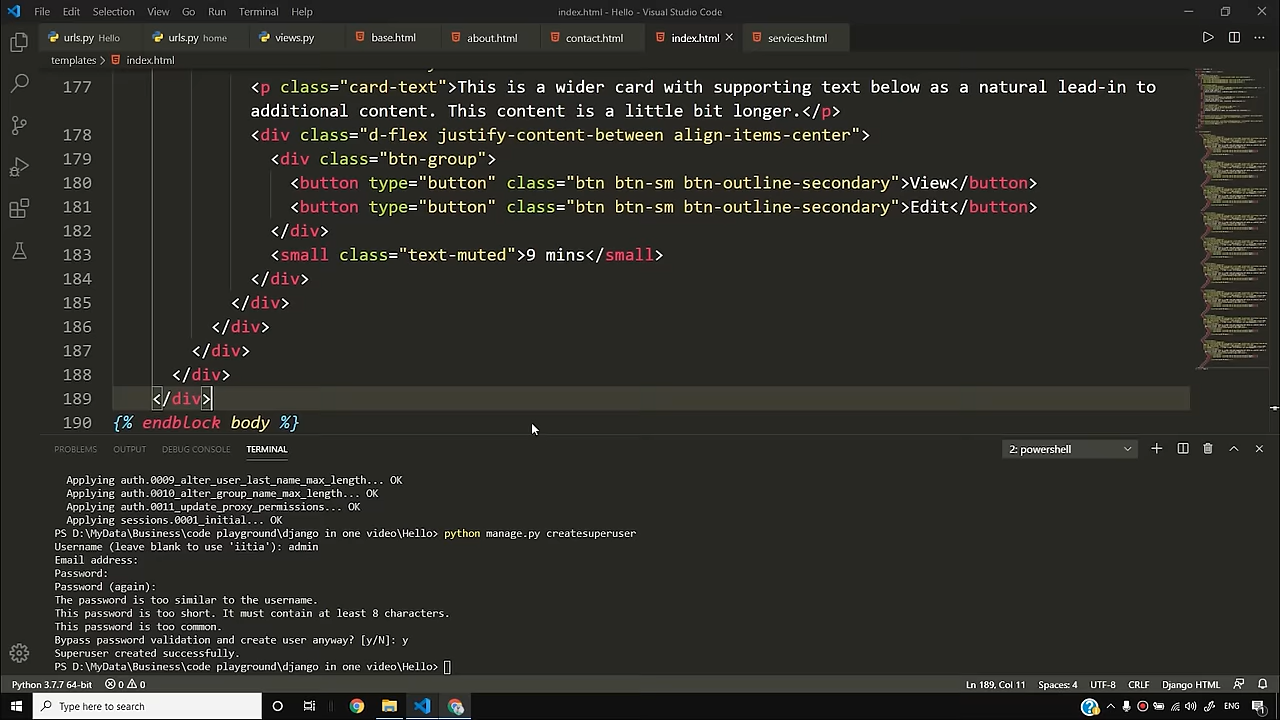 File Edit Selection View Go Run Terminal Help index.html - Hello - Visual Studio Code
urls.py Hello urls.py home views.py base.html about.html contact.html index.html services.html
templates > index.html
177 <p class="card-text">This is a wider card with supporting text below as a natural lead-in to
additional content. This content is a little bit longer.</p>
178 <div class="d-flex justify-content-between align-items-center">
179 <div class="btn-group">
180 <button type="button" class="btn btn-sm btn-outline-secondary">View</button>
181 <button type="button" class="btn btn-sm btn-outline-secondary">Edit</button>
182 </div>
183 <small class="text-muted">9 mins</small>
184 </div>
185 </div>
186 </div>
187 </div>
188 </div>
189 </div>
190 {% endblock body %}
PROBLEMS OUTPUT DEBUG CONSOLE TERMINAL 2: powershell
Applying auth.0009_alter_user_last_name_max_length... OK
Applying auth.0010_alter_group_name_max_length... OK
Applying auth.0011_update_proxy_permissions... OK
Applying sessions.0001_initial... OK
PS D:\MyData\Business\code playground\django in one video\Hello> python manage.py createsuperuser
Username (leave blank to use 'iitia'): admin
Email address:
Password:
Password (again):
The password is too similar to the username.
This password is too short. It must contain at least 8 characters.
This password is too common.
Bypass password validation and create user anyway? [y/N]: y
Superuser created successfully.
PS D:\MyData\Business\code playground\django in one video\Hello>
Python 3.7.7 64-bit 0 0 Ln 189, Col 11 Spaces: 4 UTF-8 CRLF Django HTML
Type here to search ENG